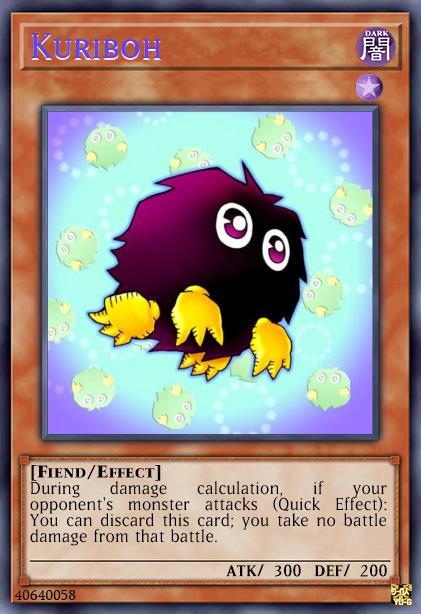 Kuriboh
DARK
闇
[Fiend/Effect]
During damage calculation, if your
opponent's monster attacks (Quick Effect):
You can discard this card; you take no battle
damage from that battle.
ATK/ 300 DEF/ 200
40640058